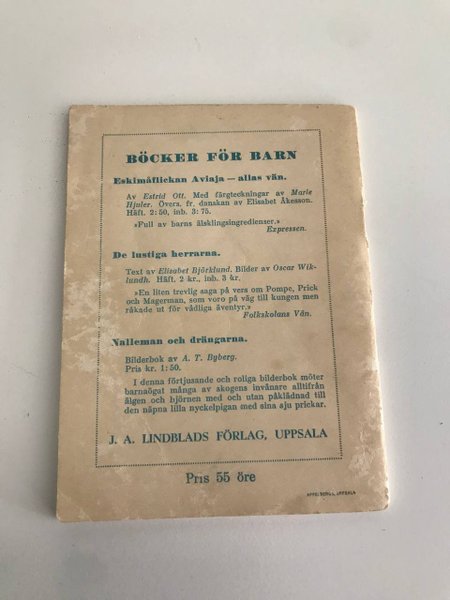 BÖCKER FÖR BARN
Eskimåflickan Aviaja — allas vän.
Av Estrid Ott. Med färgteckningar av Marie
Hjuler. Övers. fr. danskan av Elisabet Åkesson.
Häft. 2:50, inb. 3:75.
»Full av barns älsklingsingredienser.»
Expressen.
De lustiga herrarna.
Text av Elisabet Björklund. Bilder av Oscar Wik-
lundh. Häft. 2 kr., inb. 3 kr.
»En liten trevlig saga på vers om Pompe, Prick
och Magerman, som voro på väg till kungen men
råkade ut för vådliga äventyr.»
Folkskolans Vän.
Nalleman och drängarna.
Bilderbok av A. T. Byberg.
Pris kr. 1:50.
I denna förtjusande och roliga bilderbok möter
barnaögat många av skogens invånare alltifrån
älgen och björnen med och utan påklädnad till
den näpna lilla nyckelpigan med sina sju prickar.
J. A. LINDBLADS FÖRLAG, UPPSALA
PRIS 55 öre
APPELBERGS, UPPSALA